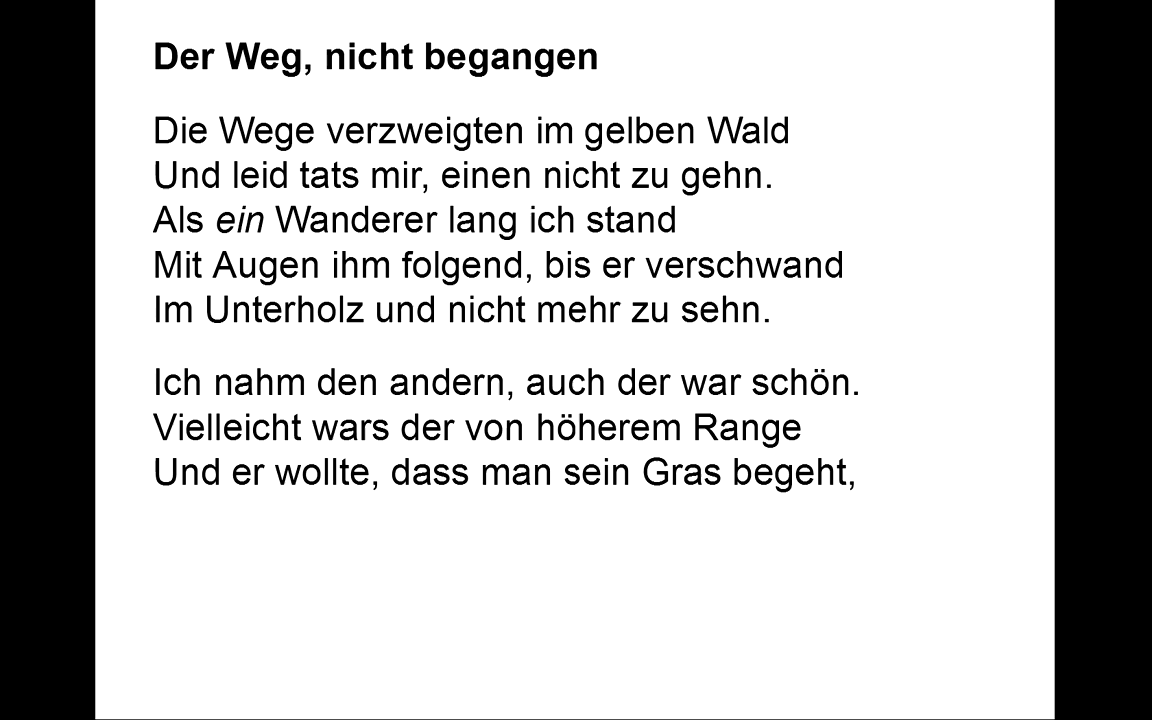 Der Weg, nicht begangen
Die Wege verzweigten im gelben Wald
Und leid tats mir, einen nicht zu gehn.
Als ein Wanderer lang ich stand
Mit Augen ihm folgend, bis er verschwand
Im Unterholz und nicht mehr zu sehn.
Ich nahm den andern, auch der war schön.
Vielleicht wars der von höherem Range
Und er wollte, dass man sein Gras begeht,